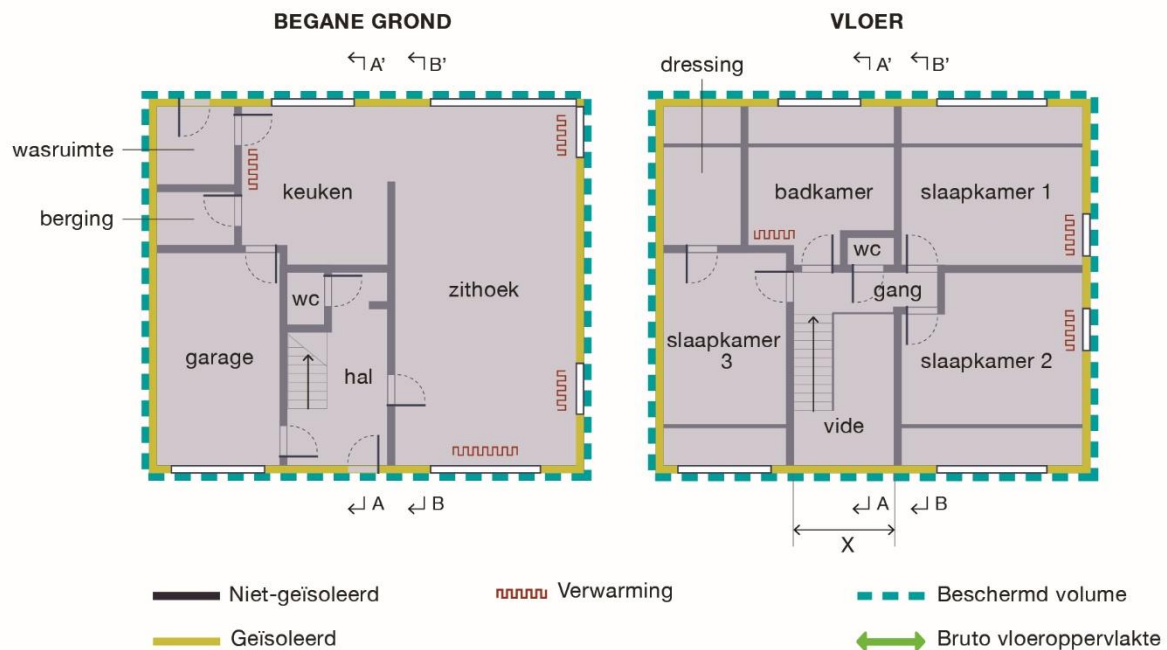 BEGANE GROND
A' B'
wasruimte
keuken
berging
wc
zithoek
garage
hal
A B
VLOER
A' B'
dressing
badkamer
slaapkamer 1
wc
gang
slaapkamer
3
slaapkamer 2
vide
A B
X
Niet-geïsoleerd
Verwarming
Beschermd volume
Geïsoleerd
Bruto vloeroppervlakte